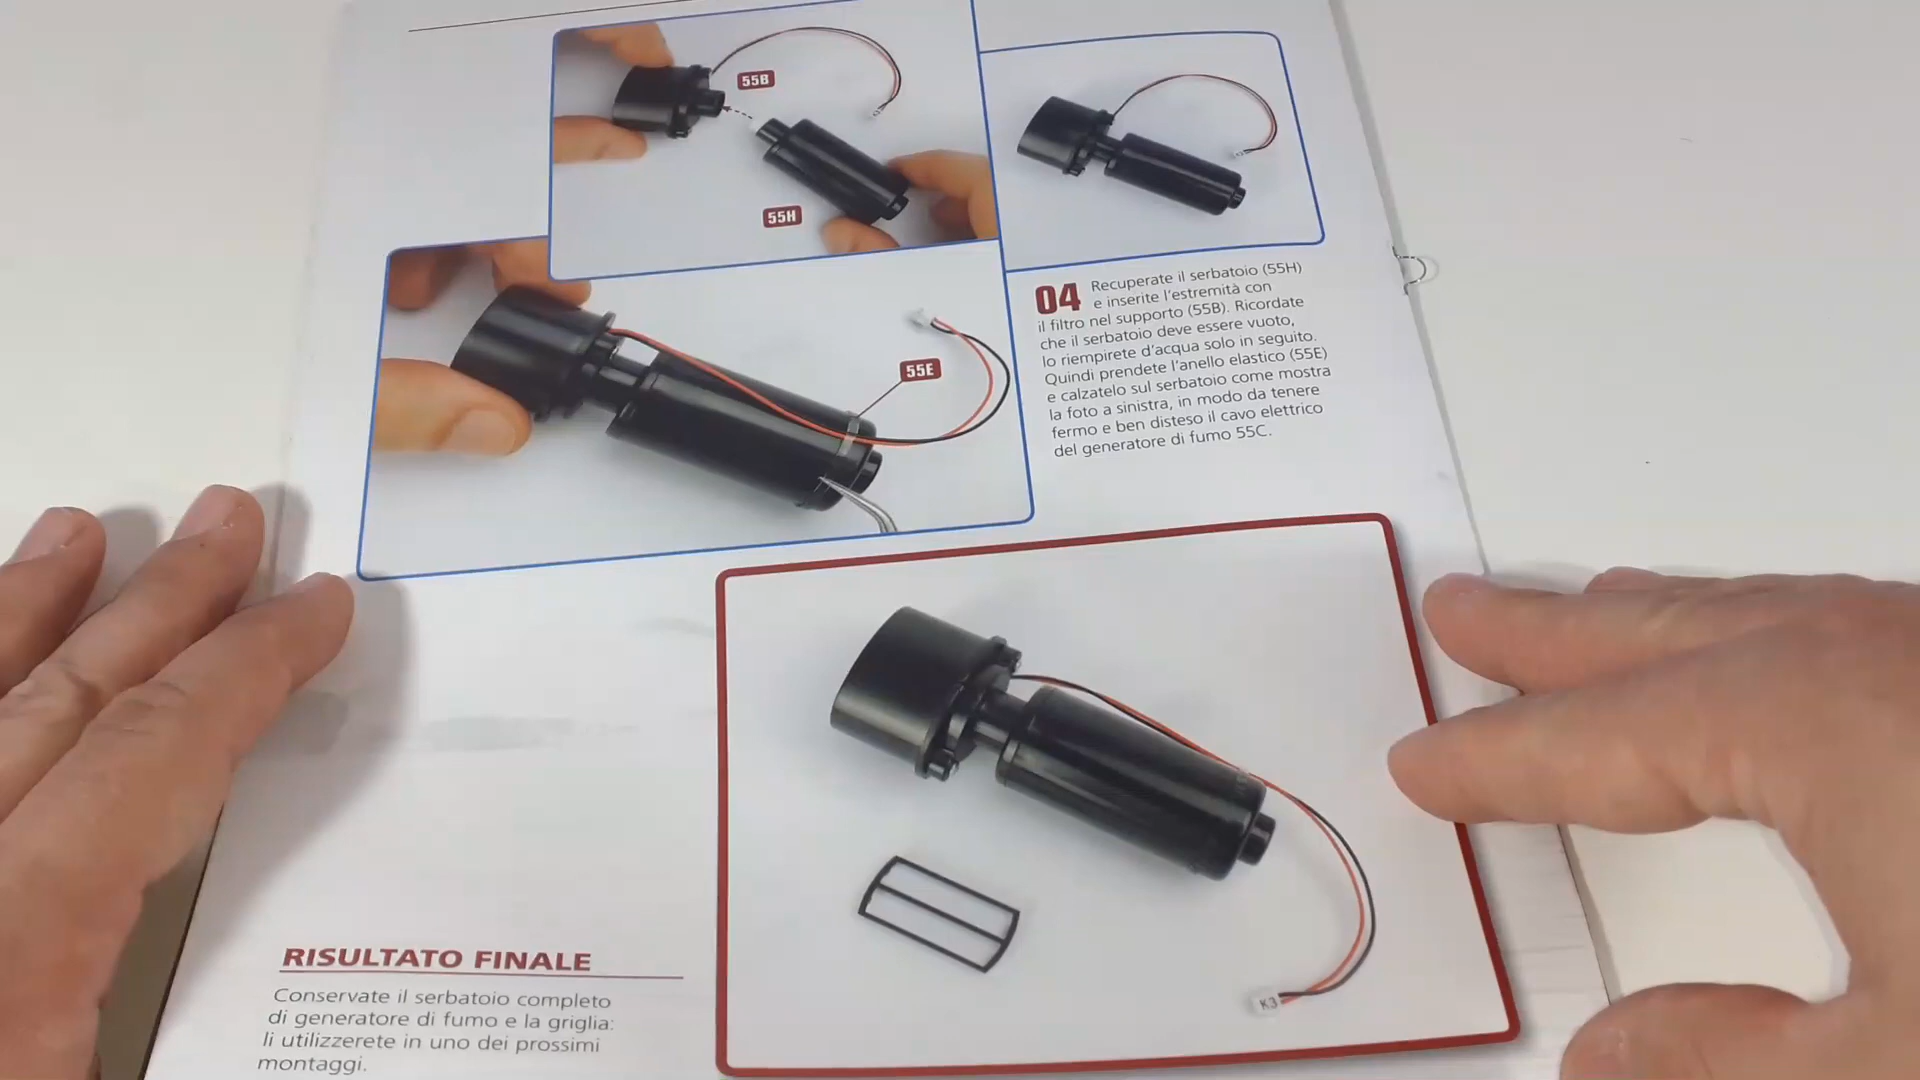 55B
55H
55E
04 Recuperate il serbatoio (55H)
e inserite l'estremità con
il filtro nel supporto (55B). Ricordate
che il serbatoio deve essere vuoto,
lo riempirete d'acqua solo in seguito.
Quindi prendete l'anello elastico (55E)
e calzatelo sul serbatoio come mostra
la foto a sinistra, in modo da tenere
fermo e ben disteso il cavo elettrico
del generatore di fumo 55C.
K3
RISULTATO FINALE
Conservate il serbatoio completo
di generatore di fumo e la griglia:
li utilizzerete in uno dei prossimi
montaggi.